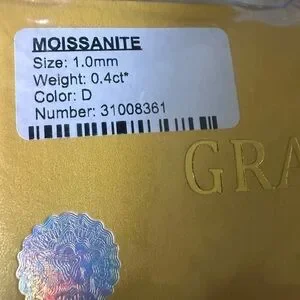 MOISSANITE
Size: 1.0mm
Weight: 0.4ct*
Color: D
Number: 31008361
GRA